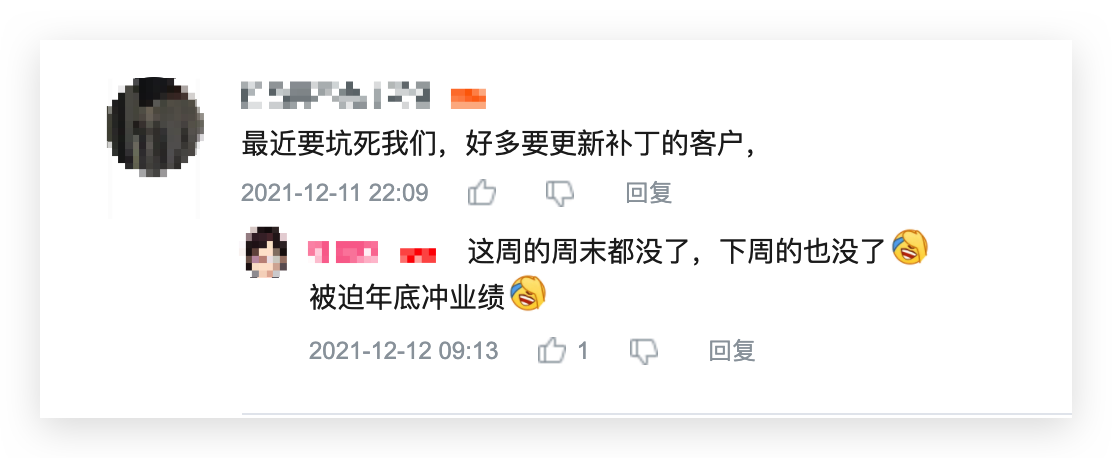 最近要坑死我们，好多要更新补丁的客户，
2021-12-11 22:09 回复
这周的周末都没了，下周的也没了
被迫年底冲业绩
2021-12-12 09:13 1 回复